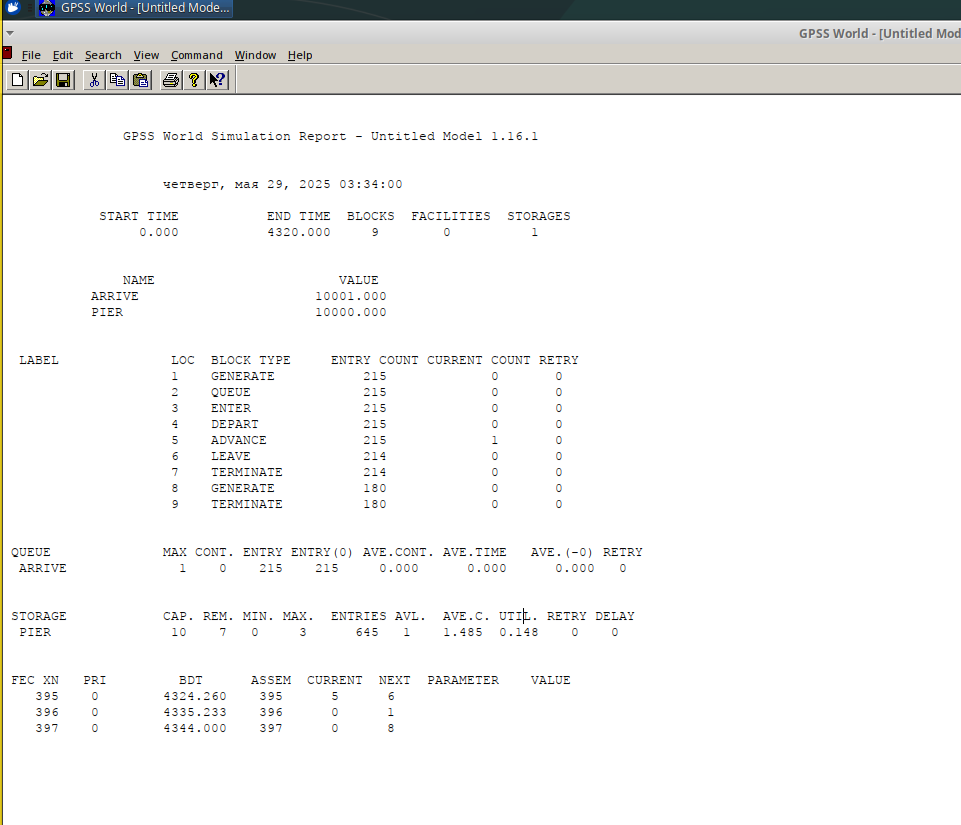 GPSS World - [Untitled Mode...
GPSS World - [Untitled Mod
File Edit Search View Command Window Help
GPSS World Simulation Report - Untitled Model 1.16.1
четверг, мая 29, 2025 03:34:00
START TIME END TIME BLOCKS FACILITIES STORAGES
0.000 4320.000 9 0 1
NAME VALUE
ARRIVE 10001.000
PIER 10000.000
LABEL LOC BLOCK TYPE ENTRY COUNT CURRENT COUNT RETRY
1 GENERATE 215 0 0
2 QUEUE 215 0 0
3 ENTER 215 0 0
4 DEPART 215 0 0
5 ADVANCE 215 1 0
6 LEAVE 214 0 0
7 TERMINATE 214 0 0
8 GENERATE 180 0 0
9 TERMINATE 180 0 0
QUEUE MAX CONT. ENTRY ENTRY(0) AVE.CONT. AVE.TIME AVE.(-0) RETRY
ARRIVE 1 0 215 215 0.000 0.000 0.000 0
STORAGE CAP. REM. MIN. MAX. ENTRIES AVL. AVE.C. UTIL. RETRY DELAY
PIER 10 7 0 3 645 1 1.485 0.148 0 0
FEC XN PRI BDT ASSEM CURRENT NEXT PARAMETER VALUE
395 0 4324.260 395 5 6
396 0 4335.233 396 0 1
397 0 4344.000 397 0 8